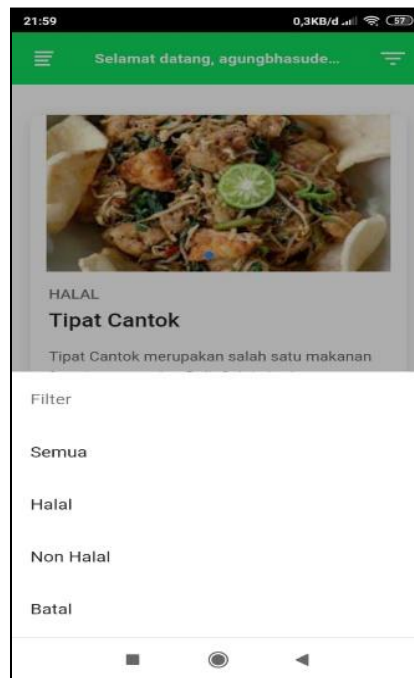 21:59 0,3KB/d 57
Selamat datang, agungbhasude...
HALAL
Tipat Cantok
Tipat Cantok merupakan salah satu makanan
Filter
Semua
Halal
Non Halal
Batal